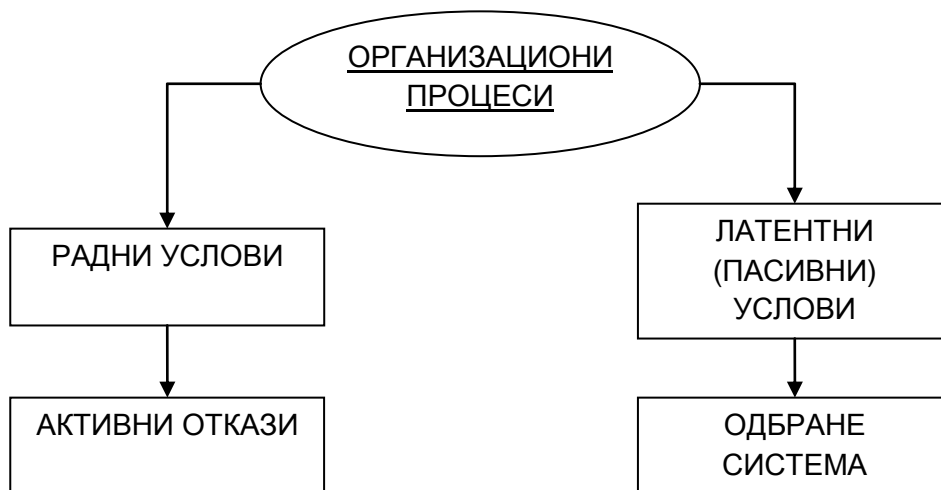 ОРГАНИЗАЦИОНИ
ПРОЦЕСИ
РАДНИ УСЛОВИ
ЛАТЕНТНИ
(ПАСИВНИ)
УСЛОВИ
АКТИВНИ ОТКАЗИ
ОДБРАНЕ
СИСТЕМА